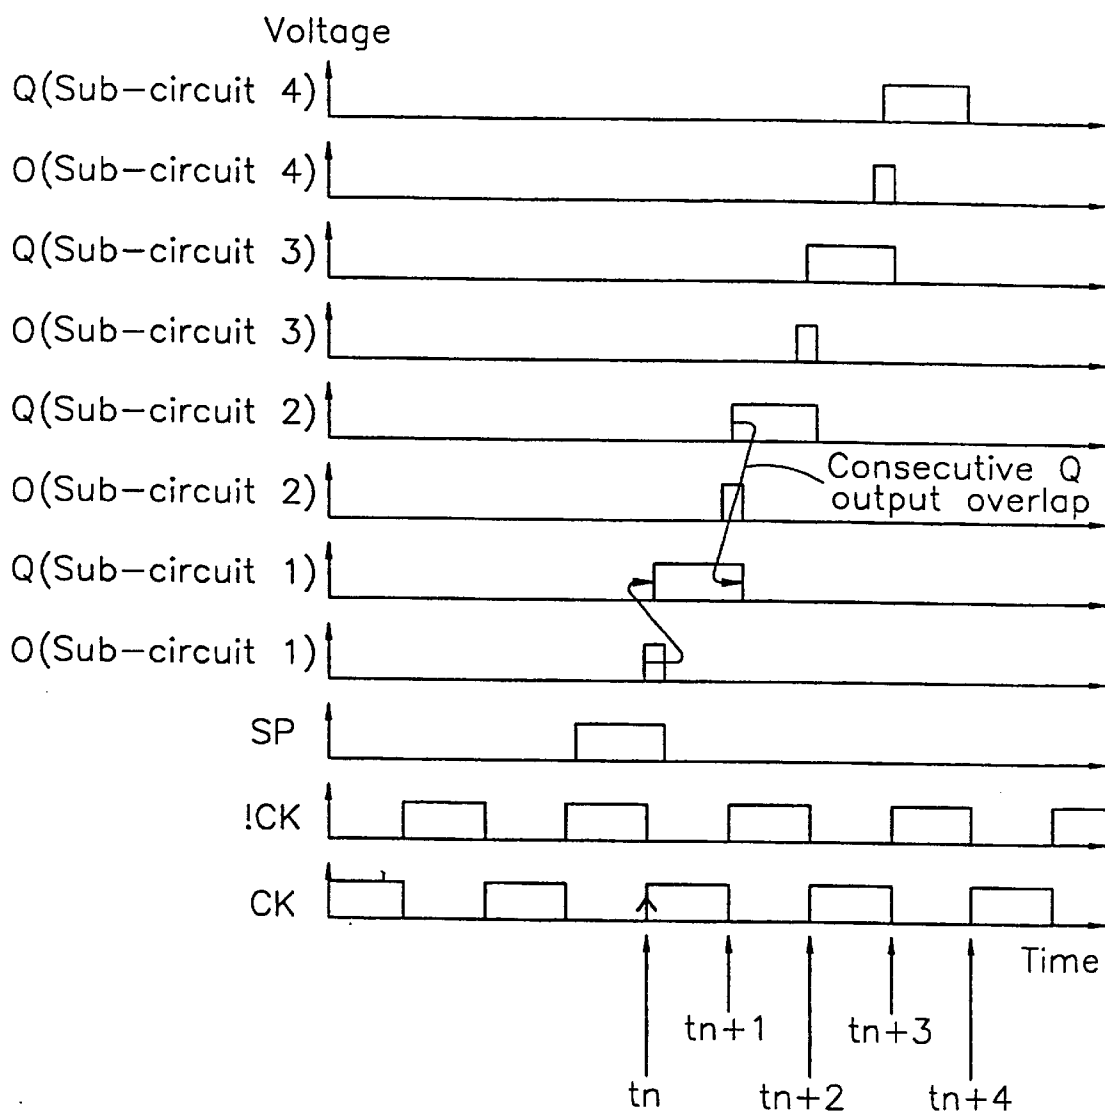 Voltage
Q(Sub-circuit 4)
O(Sub-circuit 4)
Q(Sub-circuit 3)
O(Sub-circuit 3)
Q(Sub-circuit 2)
Consecutive Q
output overlap
O(Sub-circuit 2)
Q(Sub-circuit 1)
O(Sub-circuit 1)
SP
!CK
CK
Time
tn+1
tn+3
tn
tn+2
tn+4